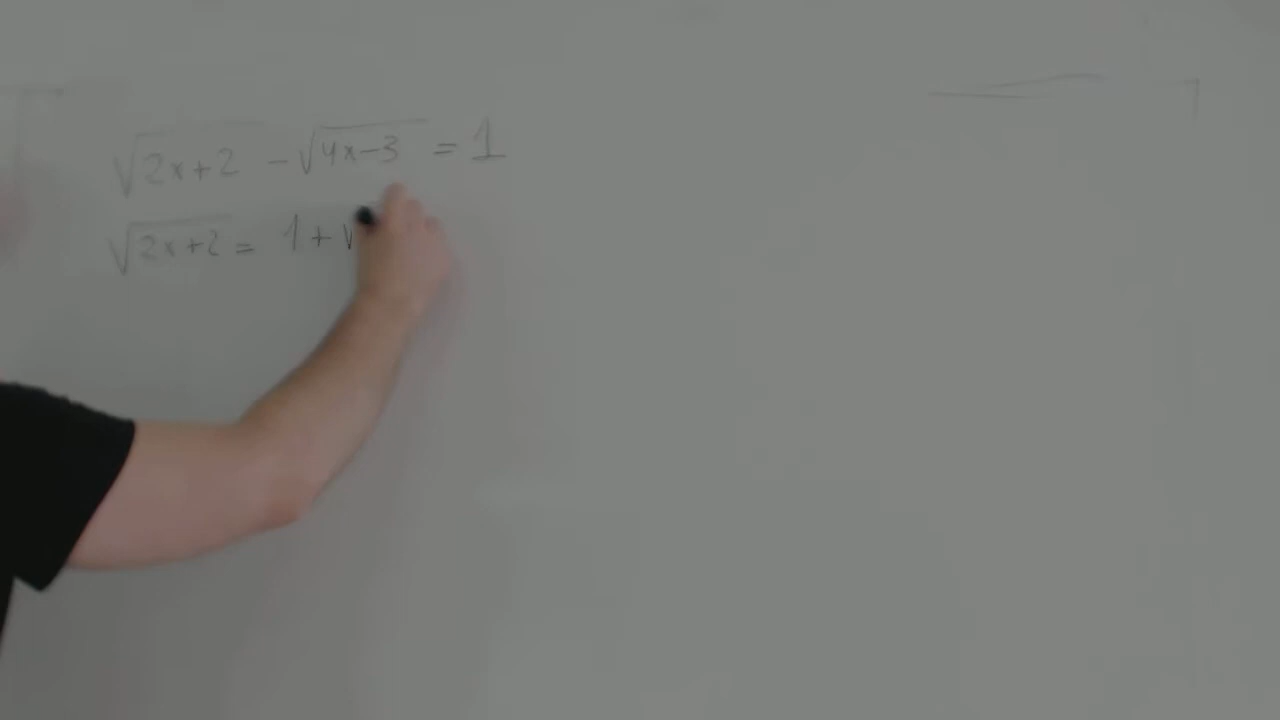 √2x+2 - √4x-3 = 1
√2x+2 = 1+√